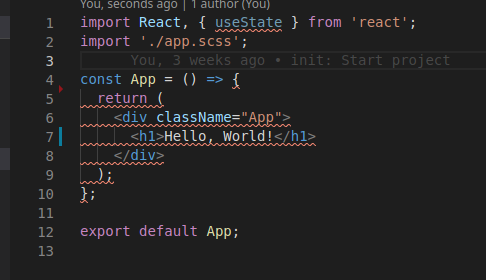 You, seconds ago | 1 author (You)
1 import React, { useState } from 'react';
2 import './app.scss';
3 You, 3 weeks ago • init: Start project
4 const App = () => {
5 return (
6 <div className="App">
7 <h1>Hello, World!</h1>
8 </div>
9 );
10 };
11
12 export default App;
13